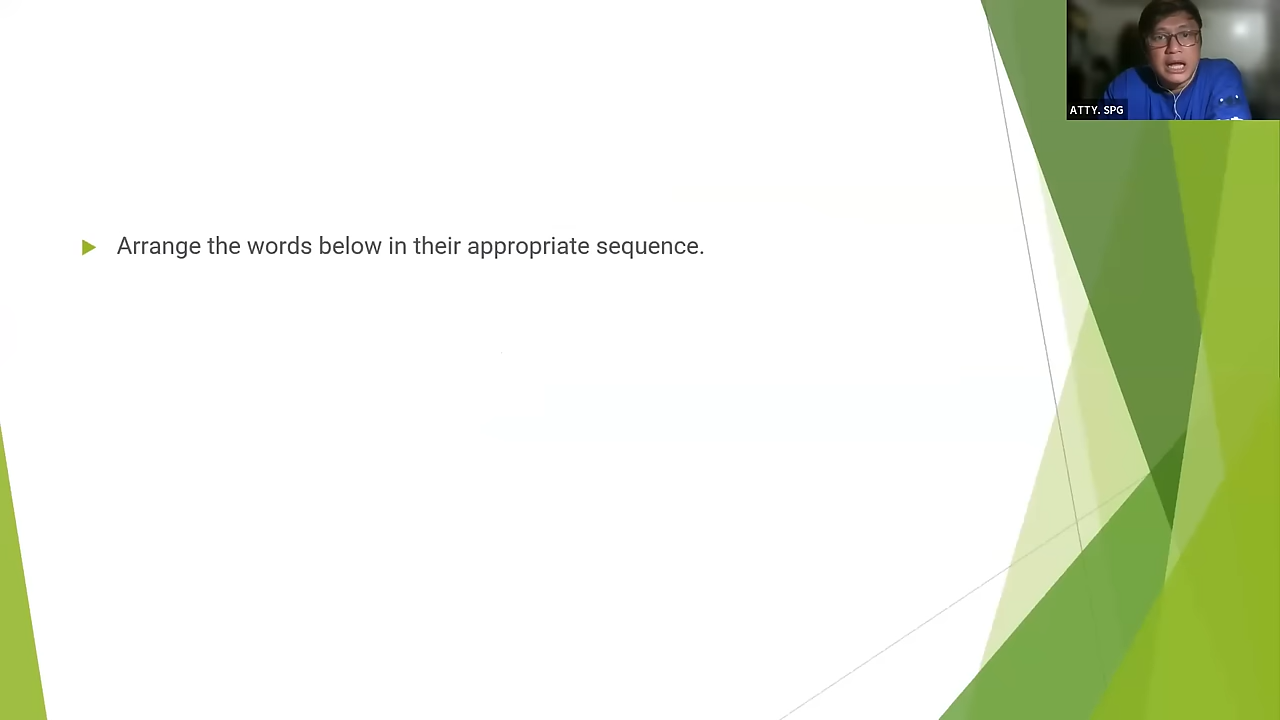 ATTY. SPG
Arrange the words below in their appropriate sequence.